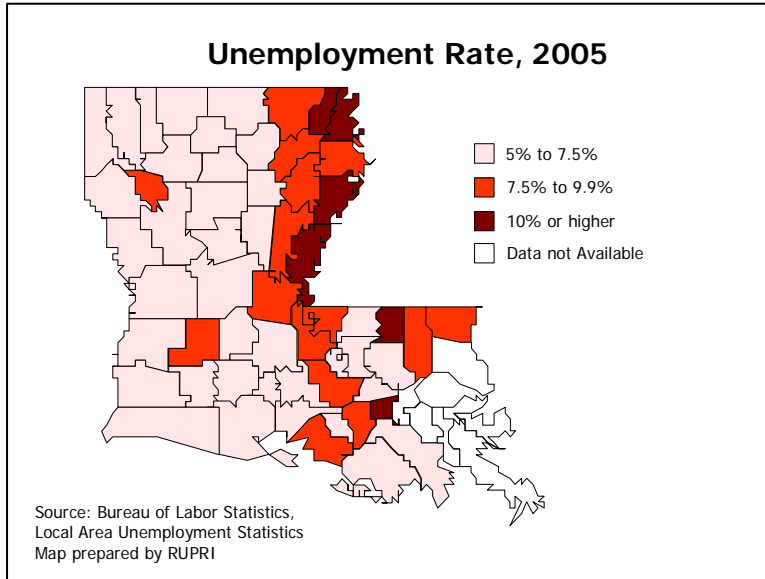 Unemployment Rate, 2005
5% to 7.5%
7.5% to 9.9%
10% or higher
Data not Available
Source: Bureau of Labor Statistics,
Local Area Unemployment Statistics
Map prepared by RUPRI